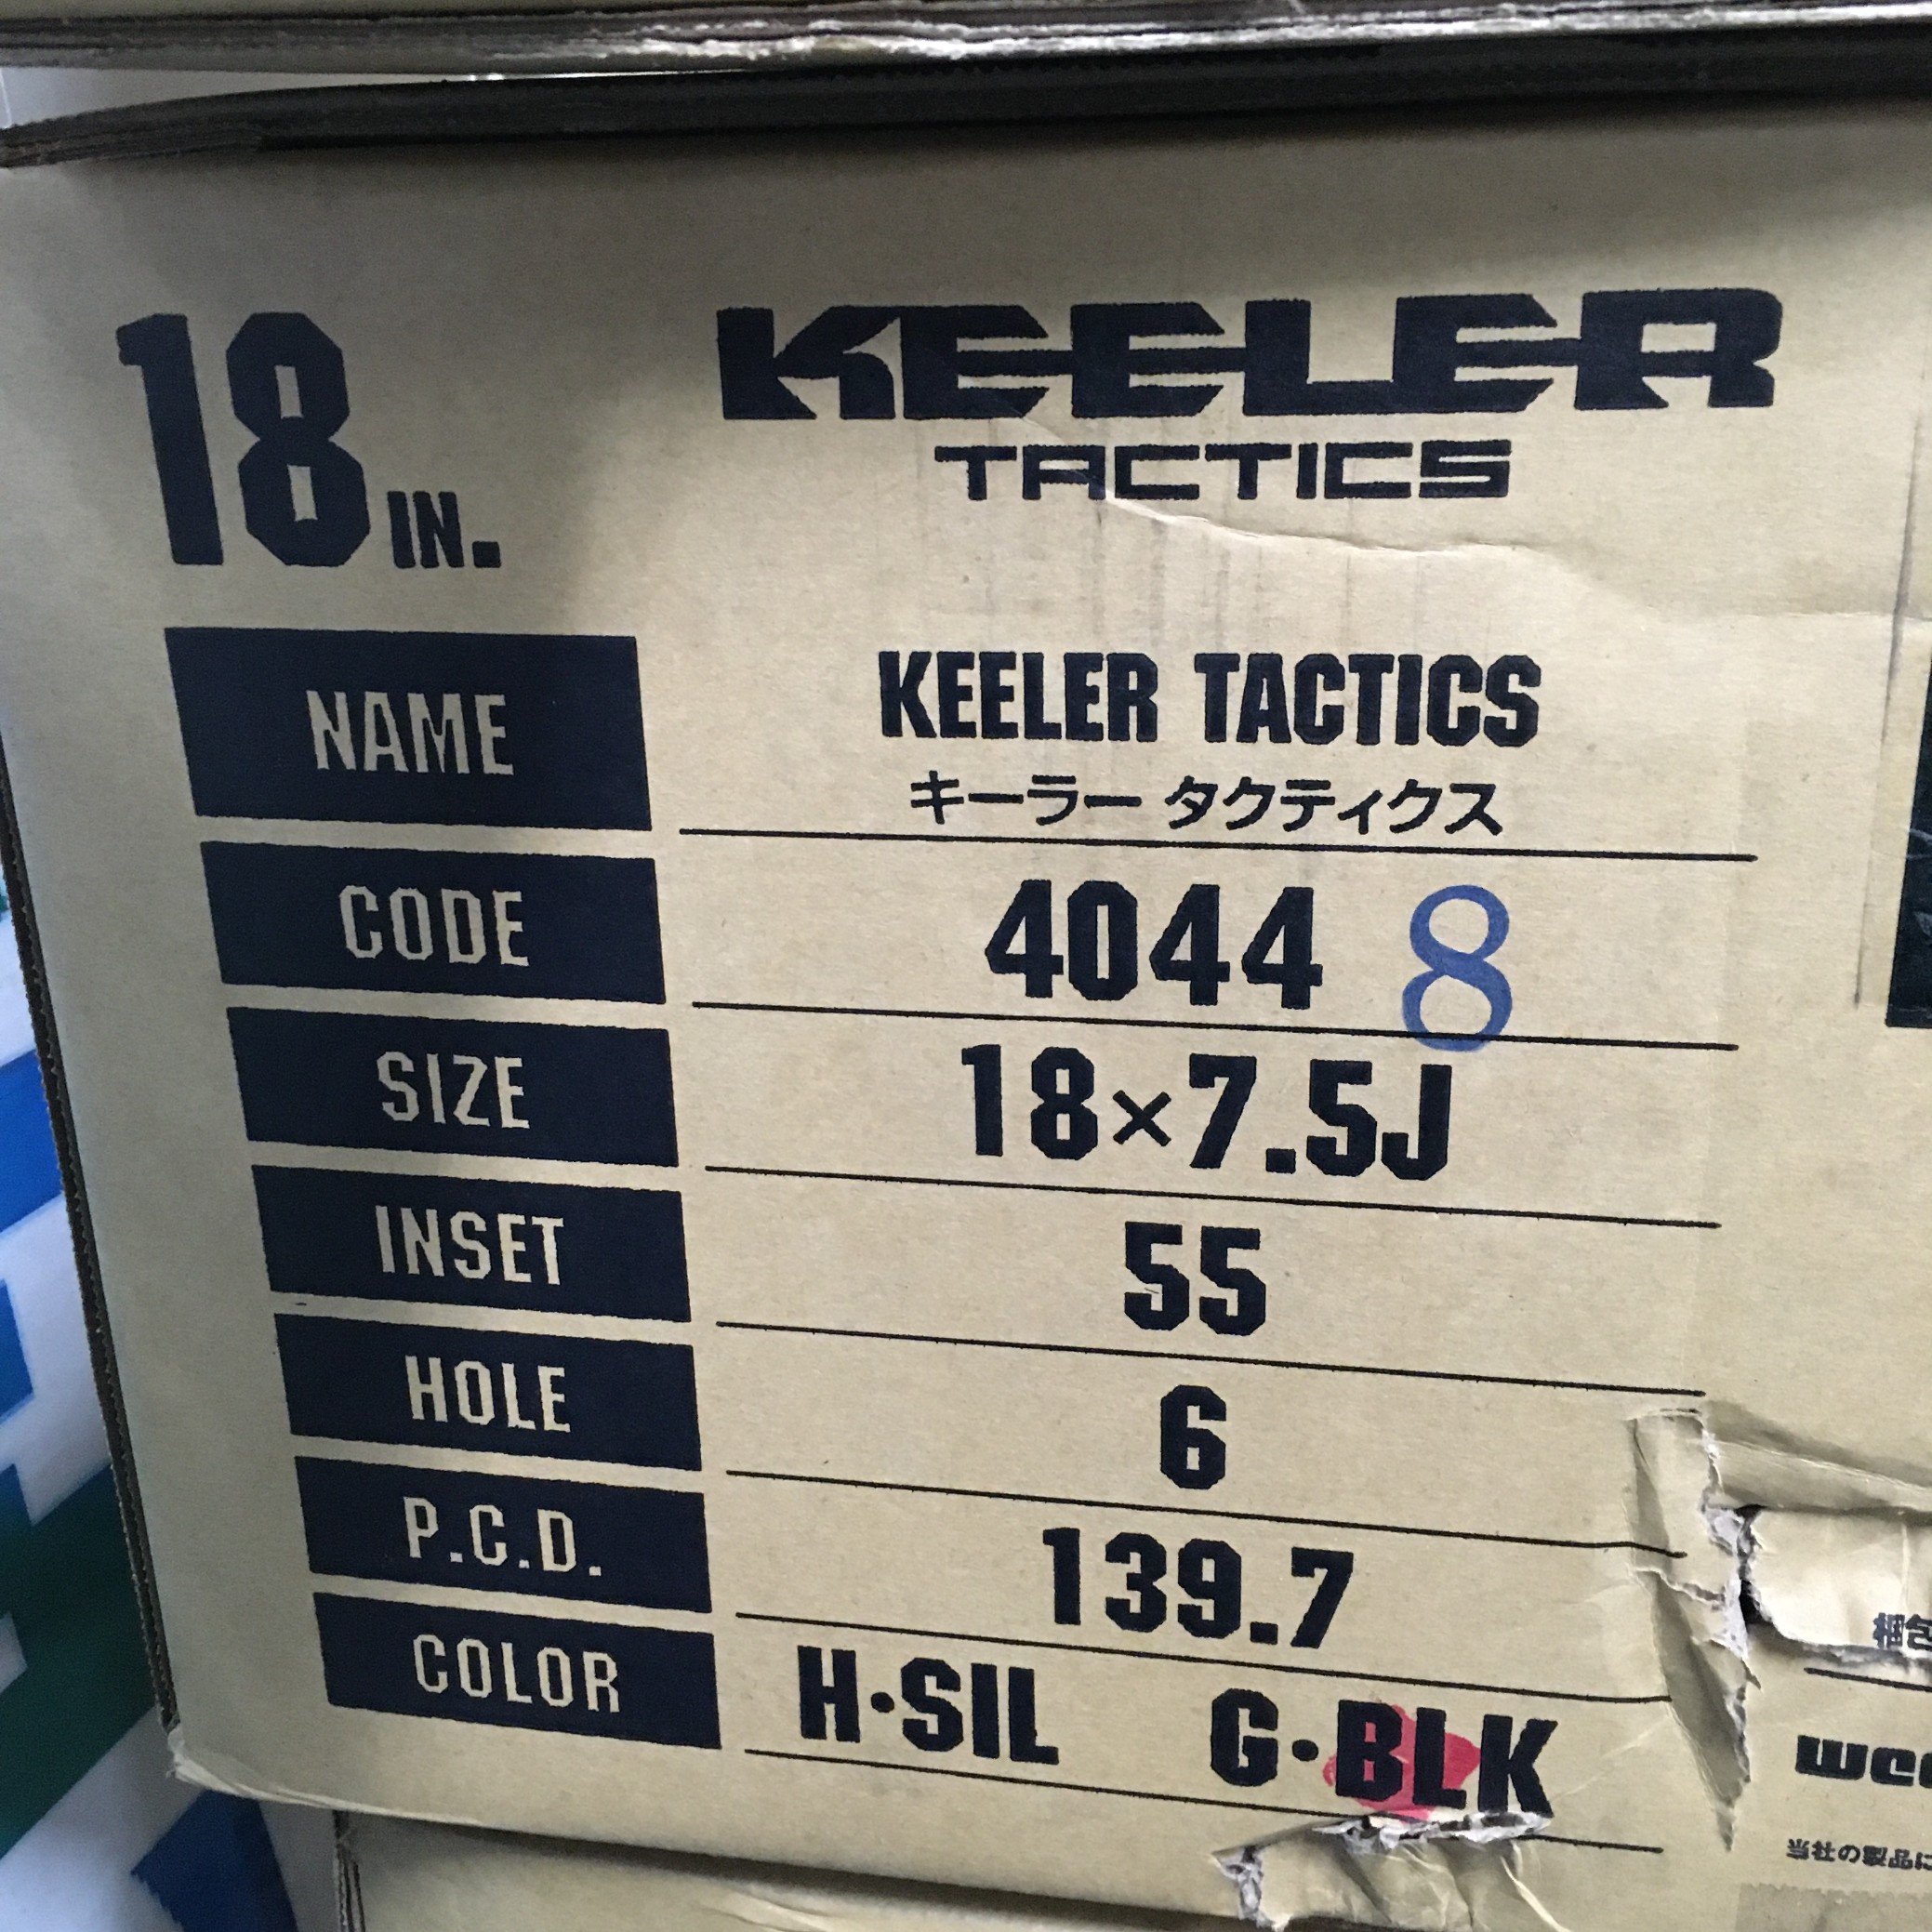 18 IN.
KEELER
TACTICS
NAME
KEELER TACTICS
キーラー タクティクス
CODE
4044 8
SIZE
18×7.5J
INSET
55
HOLE
6
P.C.D.
139.7
COLOR
H・SIL G・BLK
梱包
当社の製品に